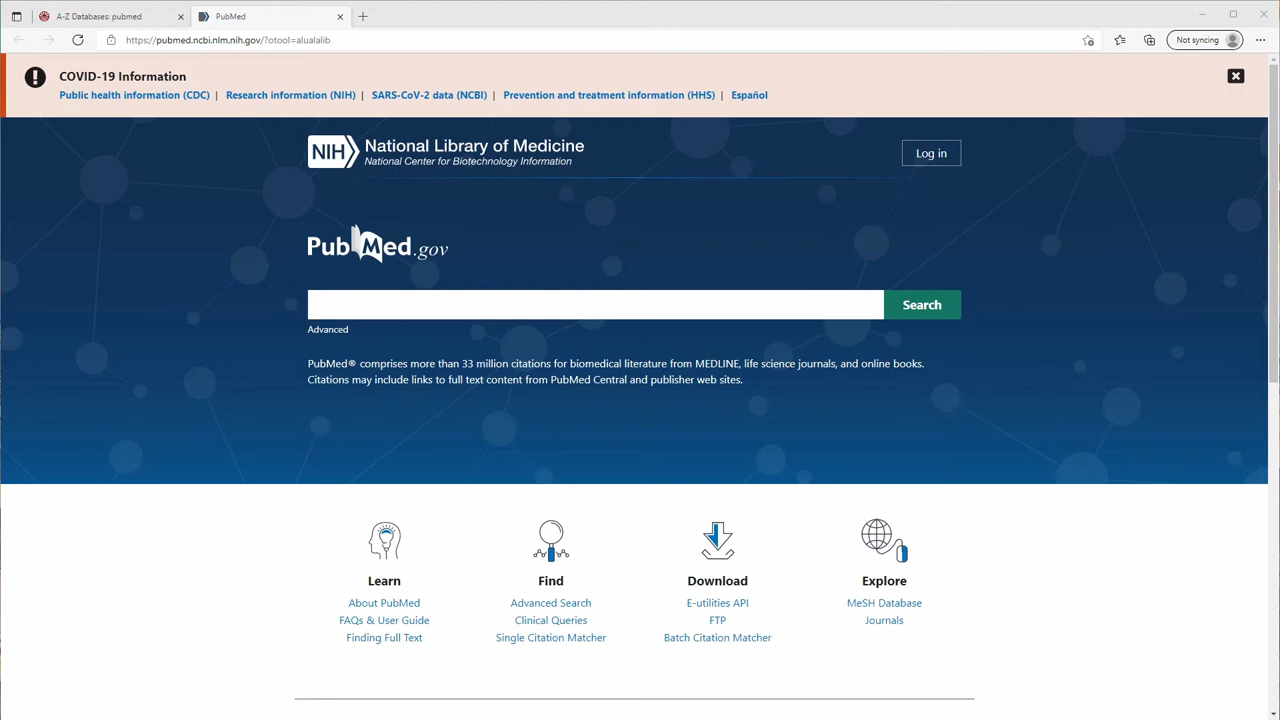 A-Z Databases: pubmed
PubMed
https://pubmed.ncbi.nlm.nih.gov/?otool=alualalib
Not syncing
COVID-19 Information
Public health information (CDC) | Research information (NIH) | SARS-CoV-2 data (NCBI) | Prevention and treatment information (HHS) | Español
NIH National Library of Medicine
National Center for Biotechnology Information
Log in
PubMed.gov
Search
Advanced
PubMed® comprises more than 33 million citations for biomedical literature from MEDLINE, life science journals, and online books.
Citations may include links to full text content from PubMed Central and publisher web sites.
Learn
About PubMed
FAQs & User Guide
Finding Full Text
Find
Advanced Search
Clinical Queries
Single Citation Matcher
Download
E-utilities API
FTP
Batch Citation Matcher
Explore
MeSH Database
Journals